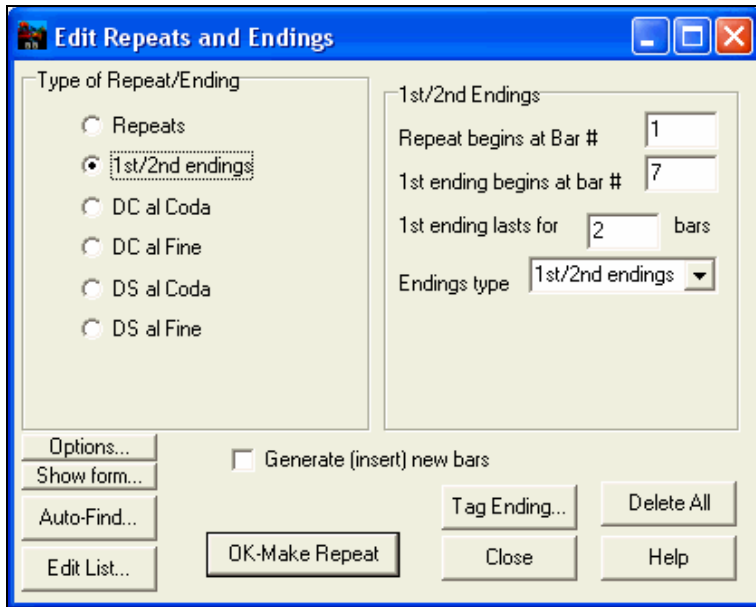 Edit Repeats and Endings
Type of Repeat/Ending
Repeats
1st/2nd endings
DC al Coda
DC al Fine
DS al Coda
DS al Fine
1st/2nd Endings
Repeat begins at Bar # 1
1st ending begins at bar # 7
1st ending lasts for 2 bars
Endings type 1st/2nd endings
Options...
Show form...
Auto-Find...
Edit List...
Generate (insert) new bars
OK-Make Repeat
Tag Ending...
Delete All
Close
Help